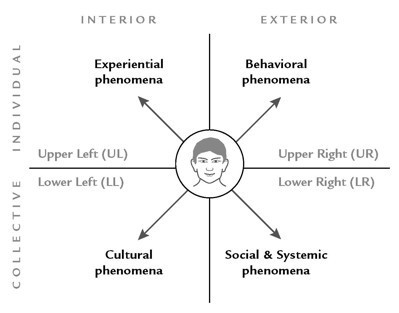 INTERIOR EXTERIOR
INDIVIDUAL
Experiential
phenomena
Behavioral
phenomena
Upper Left (UL)
Upper Right (UR)
COLLECTIVE
Lower Left (LL)
Lower Right (LR)
Cultural
phenomena
Social & Systemic
phenomena